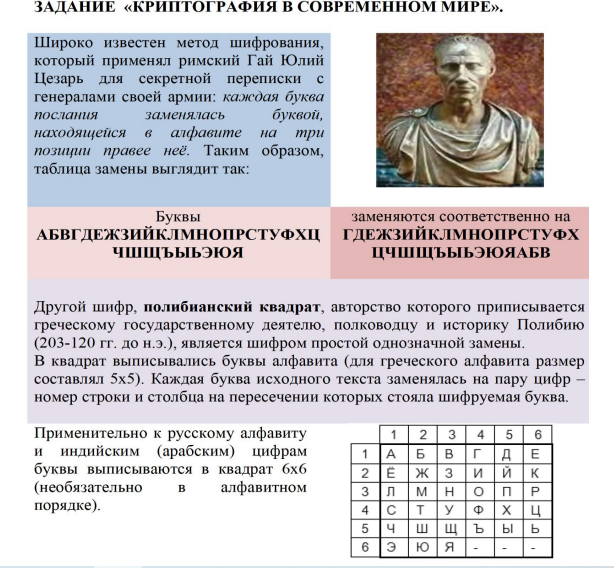 ЗАДАНИЕ «КРИПТОГРАФИЯ В СОВРЕМЕННОМ МИРЕ».
Широко известен метод шифрования,
который применял римский Гай Юлий
Цезарь для секретной переписки с
генералами своей армии: каждая буква
послания заменялась буквой,
находящейся в алфавите на три
позиции правее неё. Таким образом,
таблица замены выглядит так:
Буквы
АБВГДЕЖЗИЙКЛМНОПРСТУФХЦ
ЧШЩЪЫЬЭЮЯ
заменяются соответственно на
ГДЕЖЗИЙКЛМНОПРСТУФХ
ЦЧШЩЪЫЬЭЮЯАБВ
Другой шифр, полибианский квадрат, авторство которого приписывается
греческому государственному деятелю, полководцу и историку Полибию
(203-120 гг. до н.э.), является шифром простой однозначной замены.
В квадрат выписывались буквы алфавита (для греческого алфавита размер
составлял 5х5). Каждая буква исходного текста заменялась на пару цифр –
номер строки и столбца на пересечении которых стояла шифруемая буква.
Применительно к русскому алфавиту
и индийским (арабским) цифрам
буквы выписываются в квадрат 6х6
(необязательно в алфавитном
порядке).
1 2 3 4 5 6
1 А Б В Г Д Е
2 Ё Ж З И Й К
3 Л М Н О П Р
4 С Т У Ф Х Ц
5 Ч Ш Щ Ъ Ы Ь
6 Э Ю Я - - -